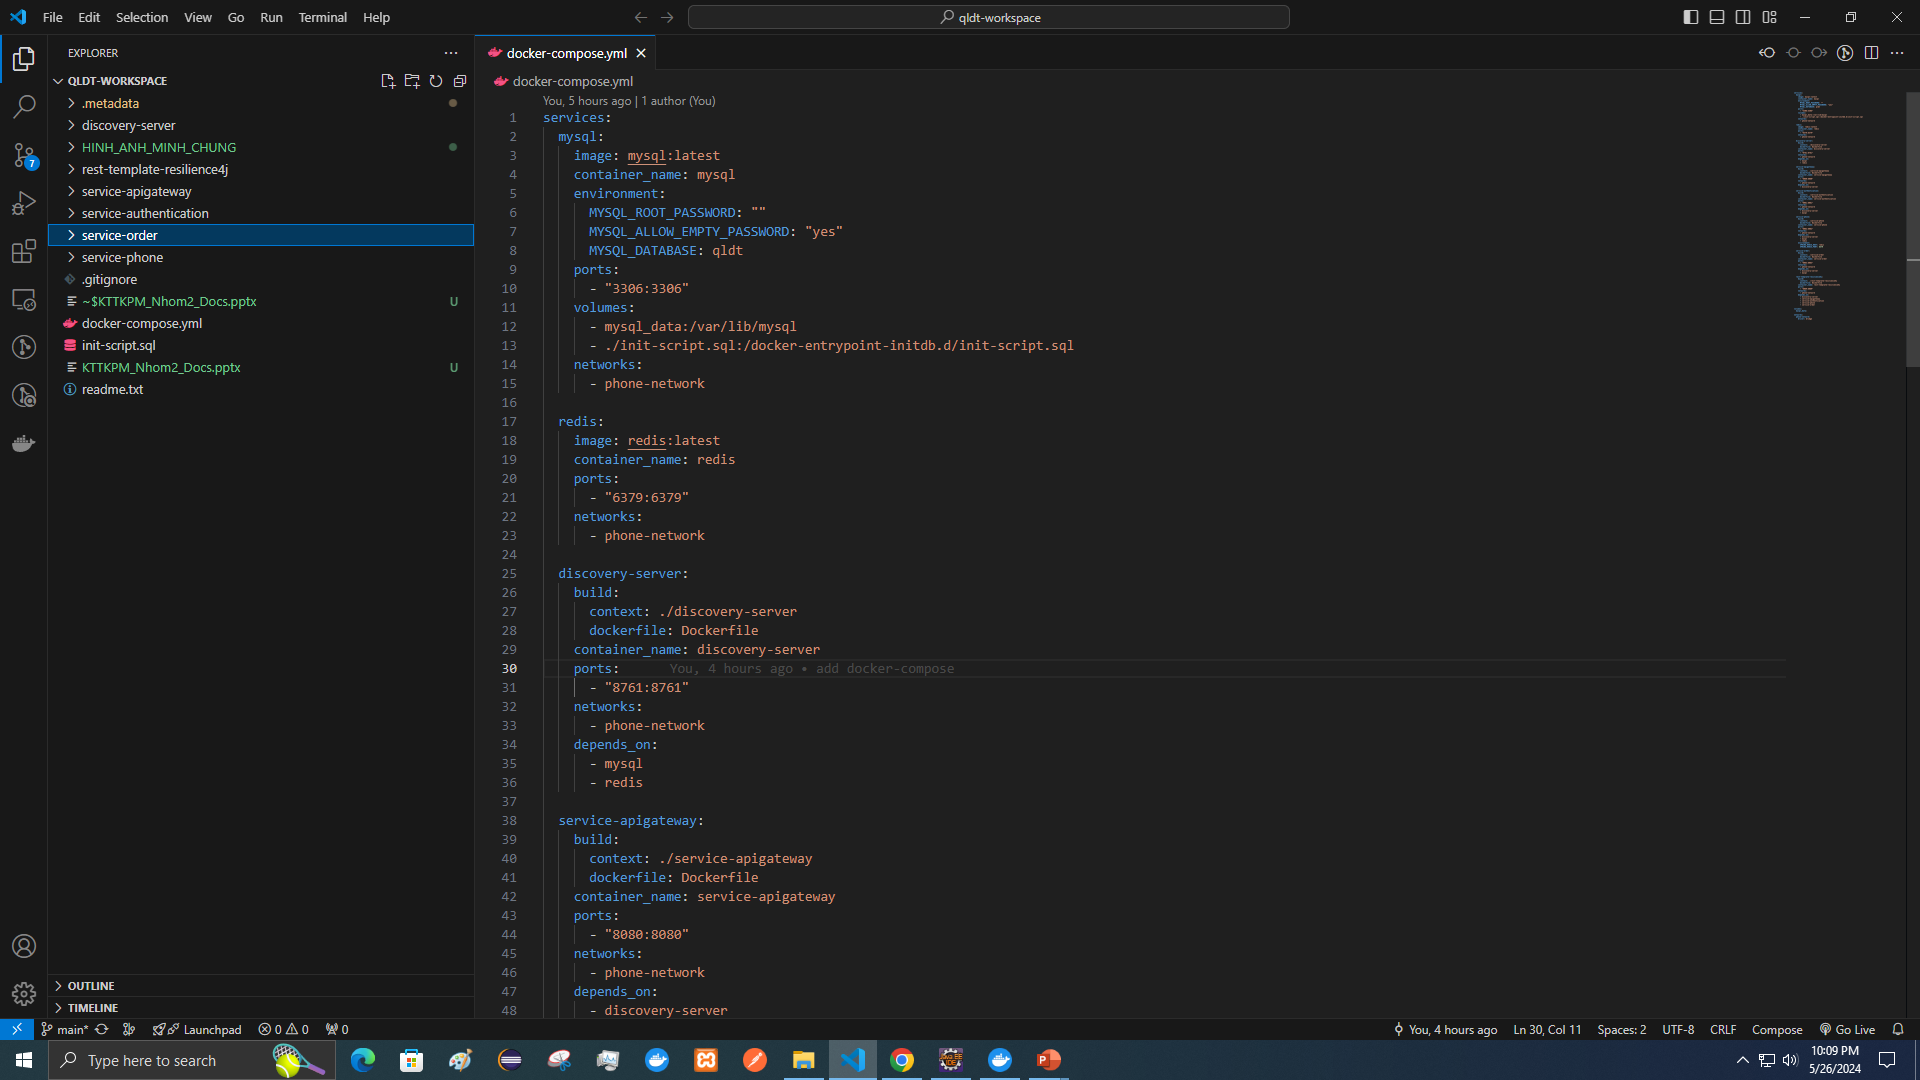 File Edit Selection View Go Run Terminal Help
qldt-workspace
EXPLORER
QLDT-WORKSPACE
.metadata
discovery-server
HINH_ANH_MINH_CHUNG
rest-template-resilience4j
service-apigateway
service-authentication
service-order
service-phone
.gitignore
~$KTTKPM_Nhom2_Docs.pptx U
docker-compose.yml
init-script.sql
KTTKPM_Nhom2_Docs.pptx U
readme.txt
OUTLINE
TIMELINE
7
docker-compose.yml
docker-compose.yml
You, 5 hours ago | 1 author (You)
1 services:
2 mysql:
3 image: mysql:latest
4 container_name: mysql
5 environment:
6 MYSQL_ROOT_PASSWORD: ""
7 MYSQL_ALLOW_EMPTY_PASSWORD: "yes"
8 MYSQL_DATABASE: qldt
9 ports:
10 - "3306:3306"
11 volumes:
12 - mysql_data:/var/lib/mysql
13 - ./init-script.sql:/docker-entrypoint-initdb.d/init-script.sql
14 networks:
15 - phone-network
16
17 redis:
18 image: redis:latest
19 container_name: redis
20 ports:
21 - "6379:6379"
22 networks:
23 - phone-network
24
25 discovery-server:
26 build:
27 context: ./discovery-server
28 dockerfile: Dockerfile
29 container_name: discovery-server
30 ports: You, 4 hours ago • add docker-compose
31 - "8761:8761"
32 networks:
33 - phone-network
34 depends_on:
35 - mysql
36 - redis
37
38 service-apigateway:
39 build:
40 context: ./service-apigateway
41 dockerfile: Dockerfile
42 container_name: service-apigateway
43 ports:
44 - "8080:8080"
45 networks:
46 - phone-network
47 depends_on:
48 - discovery-server
main* Launchpad 0 0 0 You, 4 hours ago Ln 30, Col 11 Spaces: 2 UTF-8 CRLF Compose Go Live
Type here to search
10:09 PM
5/26/2024